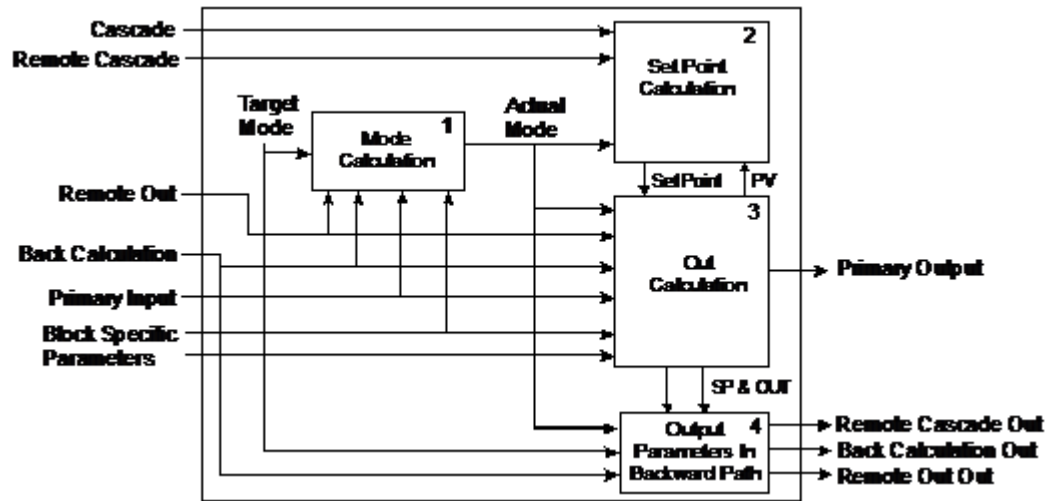 Cascade
Remote Cascade
2
Set Point
Calculation
Target
Mode
1
Mode
Calculation
Actual
Mode
Remote Out
Set Point
PV
3
Back Calculation
Out
Calculation
Primary Output
Primary Input
Block Specific
Parameters
SP & OUT
4
Output
Parameters In
Backward Path
Remote Cascade Out
Back Calculation Out
Remote Out Out